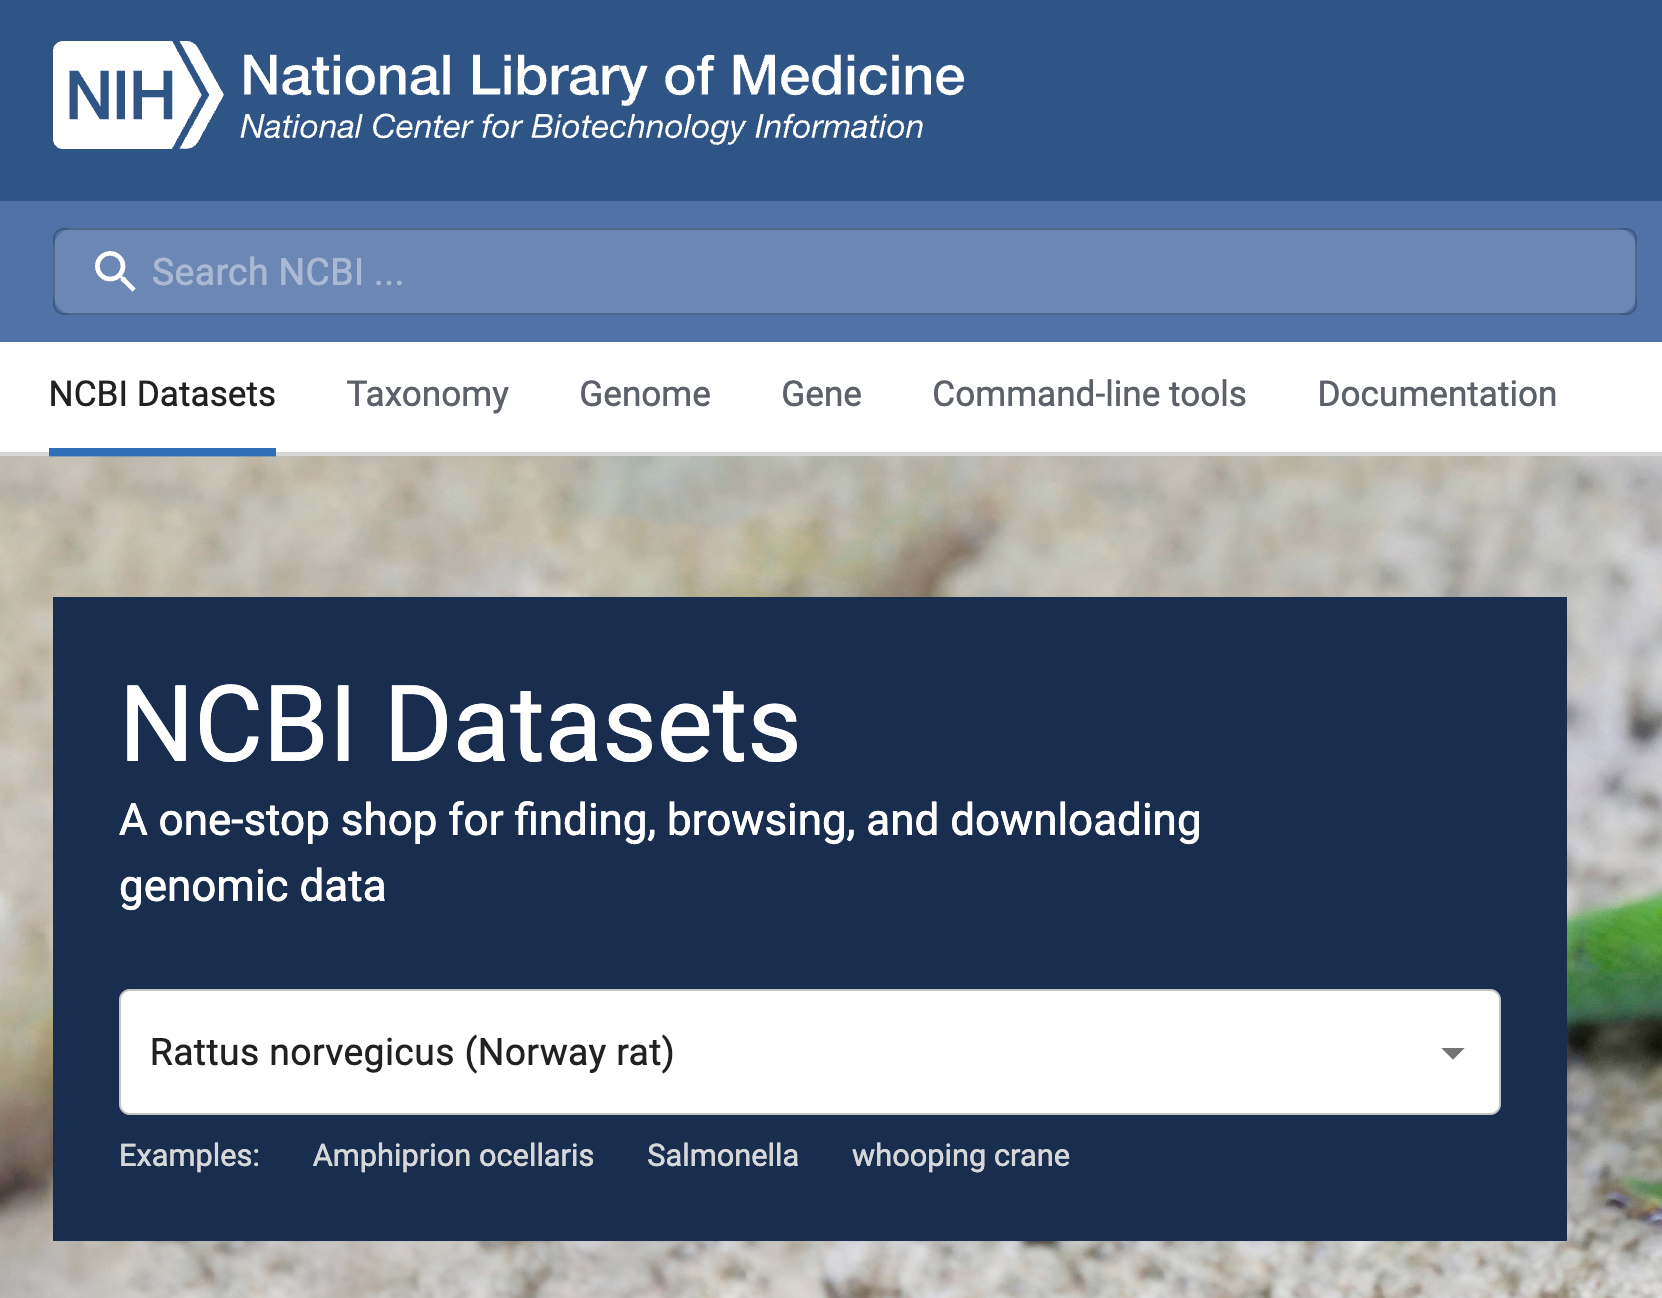 NIH
National Library of Medicine
National Center for Biotechnology Information
Search NCBI ...
NCBI Datasets Taxonomy Genome Gene Command-line tools Documentation
NCBI Datasets
A one-stop shop for finding, browsing, and downloading
genomic data
Rattus norvegicus (Norway rat)
Examples: Amphiprion ocellaris Salmonella whooping crane